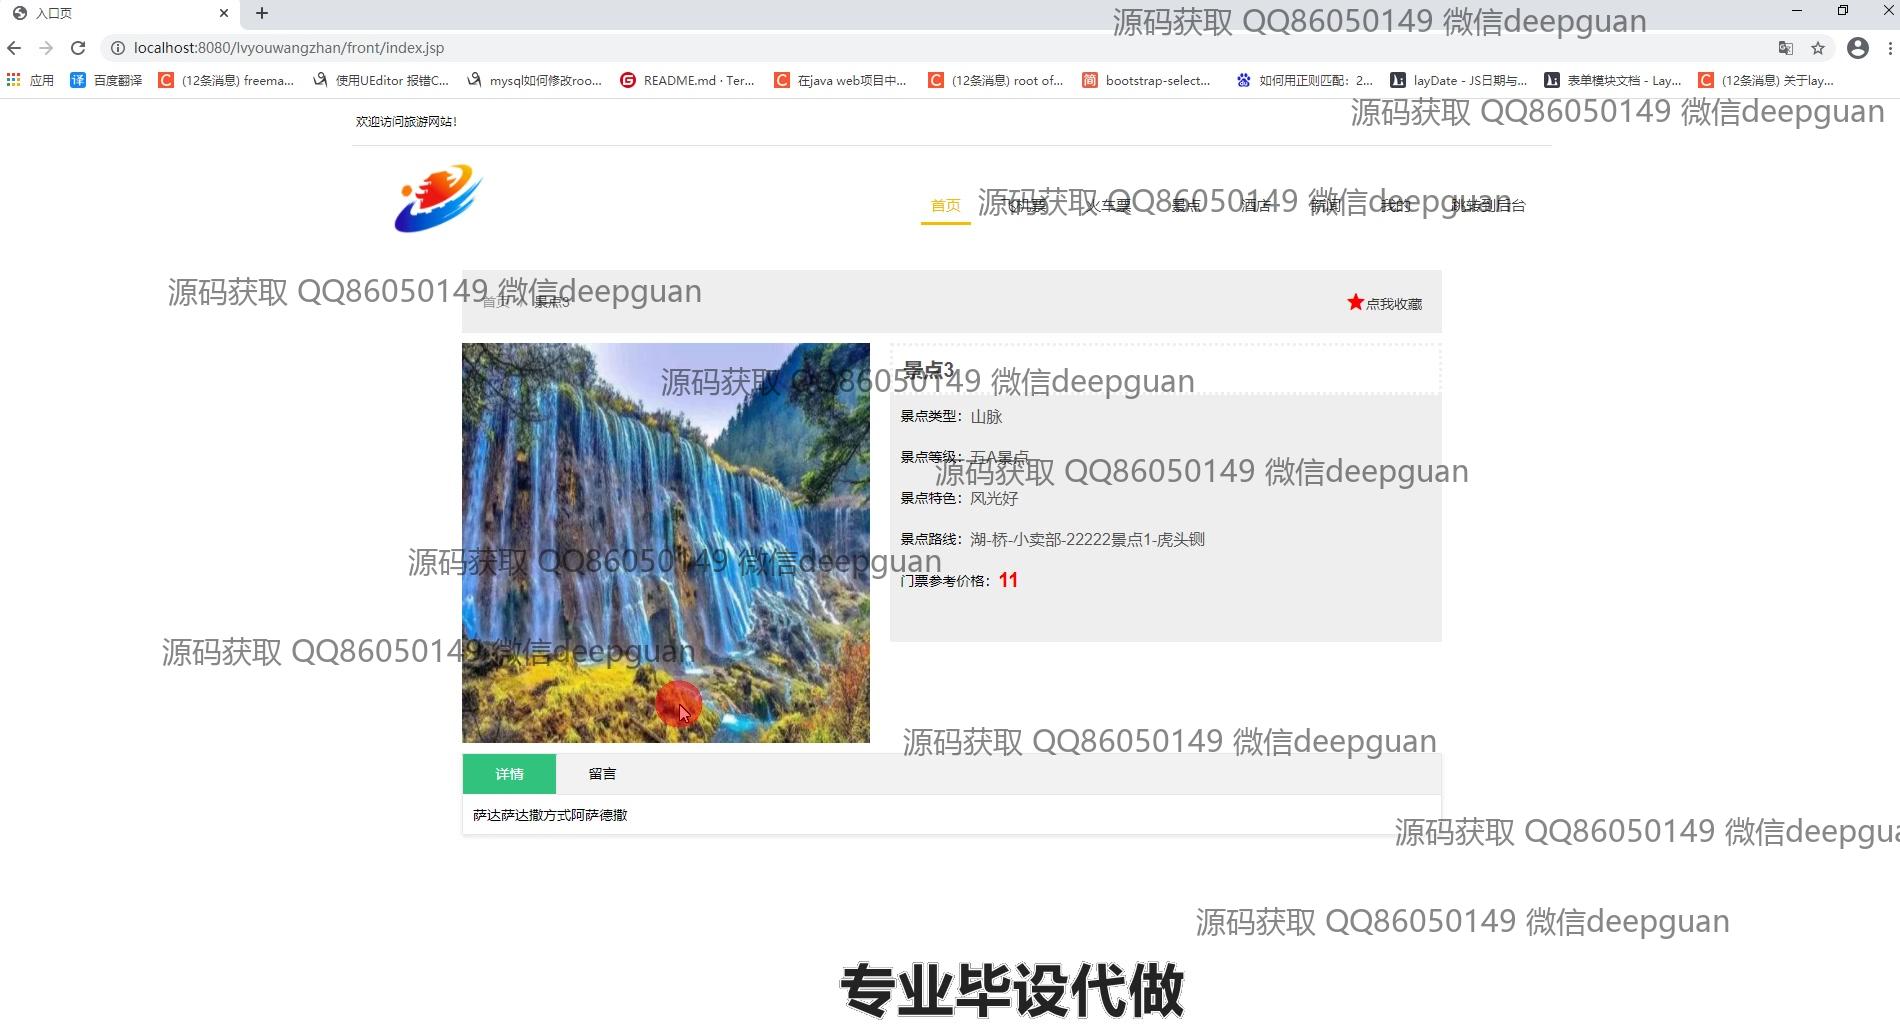 入口页
源码获取 QQ86050149 微信deepguan
localhost:8080/lvyouwangzhan/front/index.jsp
应用 百度翻译 (12条消息) freema... 使用UEditor 报错C... mysql如何修改roo... README.md · Ter... 在java web项目中... (12条消息) root of... bootstrap-select... 如何用正则匹配：2... layDate - JS日期与... 表单模块文档 - Lay... (12条消息) 关于lay...
源码获取 QQ86050149 微信deepguan
欢迎访问旅游网站!
源码获取 QQ86050149 微信deepguan
首页 飞机票 火车票 景点 酒店 新闻 我的 跳转到后台
源码获取 QQ86050149 微信deepguan
首页 景点3 点我收藏
景点3
源码获取 QQ86050149 微信deepguan
景点类型：山脉
景点等级：五A景点
源码获取 QQ86050149 微信deepguan
景点特色：风光好
景点路线：湖-桥-小卖部-22222景点1-虎头铡
源码获取 QQ86050149 微信deepguan
门票参考价格：11
源码获取 QQ86050149 微信deepguan
源码获取 QQ86050149 微信deepguan
详情 留言
萨达萨达撒方式阿萨德撒
源码获取 QQ86050149 微信deepgua
源码获取 QQ86050149 微信deepguan
专业毕设代做